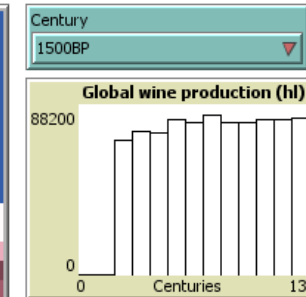 Century
1500BP
Global wine production (hl)
88200
0
0 Centuries 13